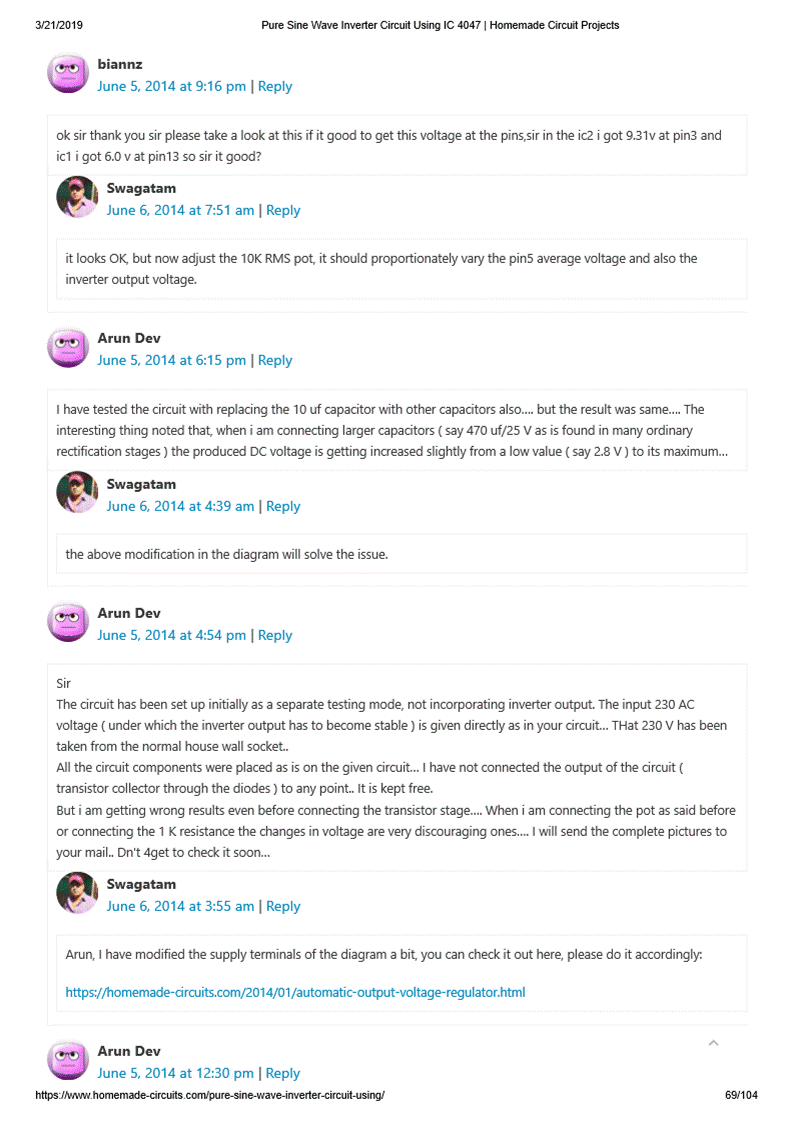 3/21/2019
Pure Sine Wave Inverter Circuit Using IC 4047 | Homemade Circuit Projects
biannz
June 5, 2014 at 9:16 pm | Reply
ok sir thank you sir please take a look at this if it good to get this voltage at the pins,sir in the ic2 i got 9.31v at pin3 and
ic1 i got 6.0 v at pin13 so sir it good?
Swagatam
June 6, 2014 at 7:51 am | Reply
it looks OK, but now adjust the 10K RMS pot, it should proportionately vary the pin5 average voltage and also the
inverter output voltage.
Arun Dev
June 5, 2014 at 6:15 pm | Reply
I have tested the circuit with replacing the 10 uf capacitor with other capacitors also.... but the result was same.... The
interesting thing noted that, when i am connecting larger capacitors ( say 470 uf/25 V as is found in many ordinary
rectification stages ) the produced DC voltage is getting increased slightly from a low value ( say 2.8 V ) to its maximum...
Swagatam
June 6, 2014 at 4:39 am | Reply
the above modification in the diagram will solve the issue.
Arun Dev
June 5, 2014 at 4:54 pm | Reply
Sir
The circuit has been set up initially as a separate testing mode, not incorporating inverter output. The input 230 AC
voltage ( under which the inverter output has to become stable ) is given directly as in your circuit... THat 230 V has been
taken from the normal house wall socket..
All the circuit components were placed as is on the given circuit... I have not connected the output of the circuit (
transistor collector through the diodes ) to any point.. It is kept free.
But i am getting wrong results even before connecting the transistor stage.... When i am connecting the pot as said before
or connecting the 1 K resistance the changes in voltage are very discouraging ones.... I will send the complete pictures to
your mail.. Dn't 4get to check it soon...
Swagatam
June 6, 2014 at 3:55 am | Reply
Arun, I have modified the supply terminals of the diagram a bit, you can check it out here, please do it accordingly:
https://homemade-circuits.com/2014/01/automatic-output-voltage-regulator.html
Arun Dev
June 5, 2014 at 12:30 pm | Reply
https://www.homemade-circuits.com/pure-sine-wave-inverter-circuit-using/
69/104